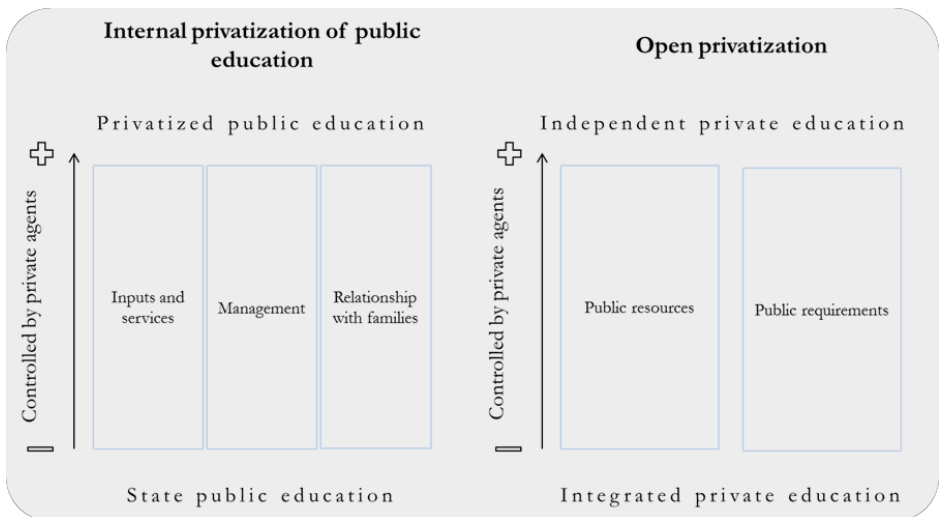 Internal privatization of public
education
Privatized public education
Controlled by private agents
Inputs and
services
Management
Relationship
with families
State public education
Open privatization
Independent private education
Controlled by private agents
Public resources
Public requirements
Integrated private education